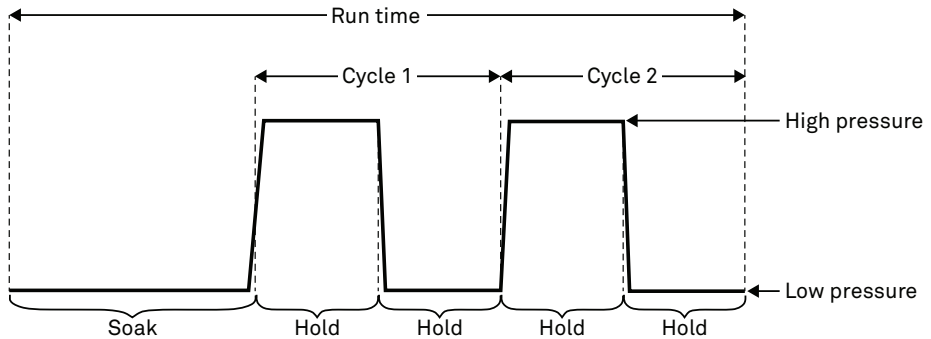 Run time
Cycle 1
Cycle 2
High pressure
Low pressure
Soak
Hold
Hold
Hold
Hold